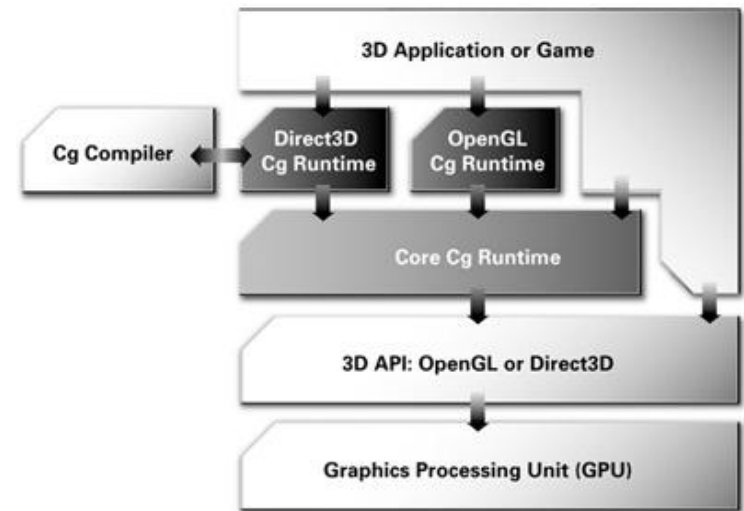 3D Application or Game
Cg Compiler
Direct3D
Cg Runtime
OpenGL
Cg Runtime
Core Cg Runtime
3D API: OpenGL or Direct3D
Graphics Processing Unit (GPU)